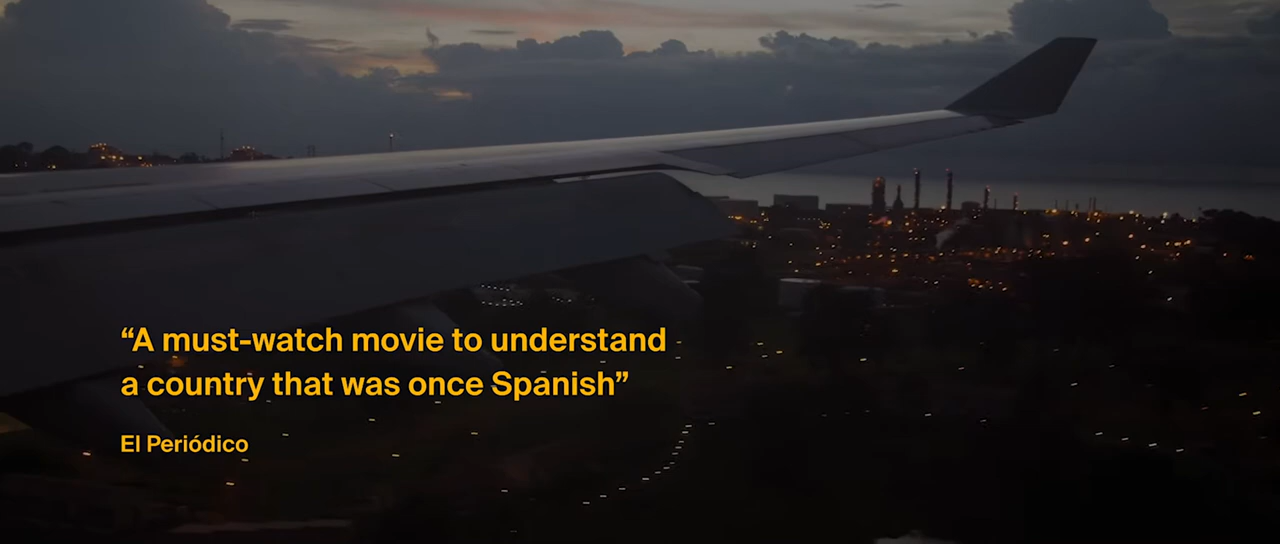 “A must-watch movie to understand
a country that was once Spanish”
El Periódico